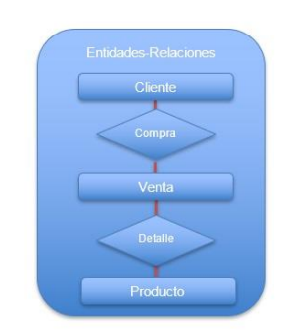 Entidades-Relaciones
Cliente
Compra
Venta
Detalle
Producto